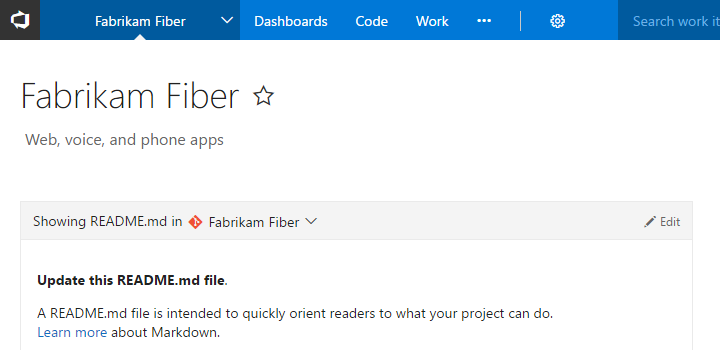 Fabrikam Fiber Dashboards Code Work ••• Search work it
Fabrikam Fiber
Web, voice, and phone apps
Showing README.md in Fabrikam Fiber Edit
Update this README.md file.
A README.md file is intended to quickly orient readers to what your project can do.
Learn more about Markdown.